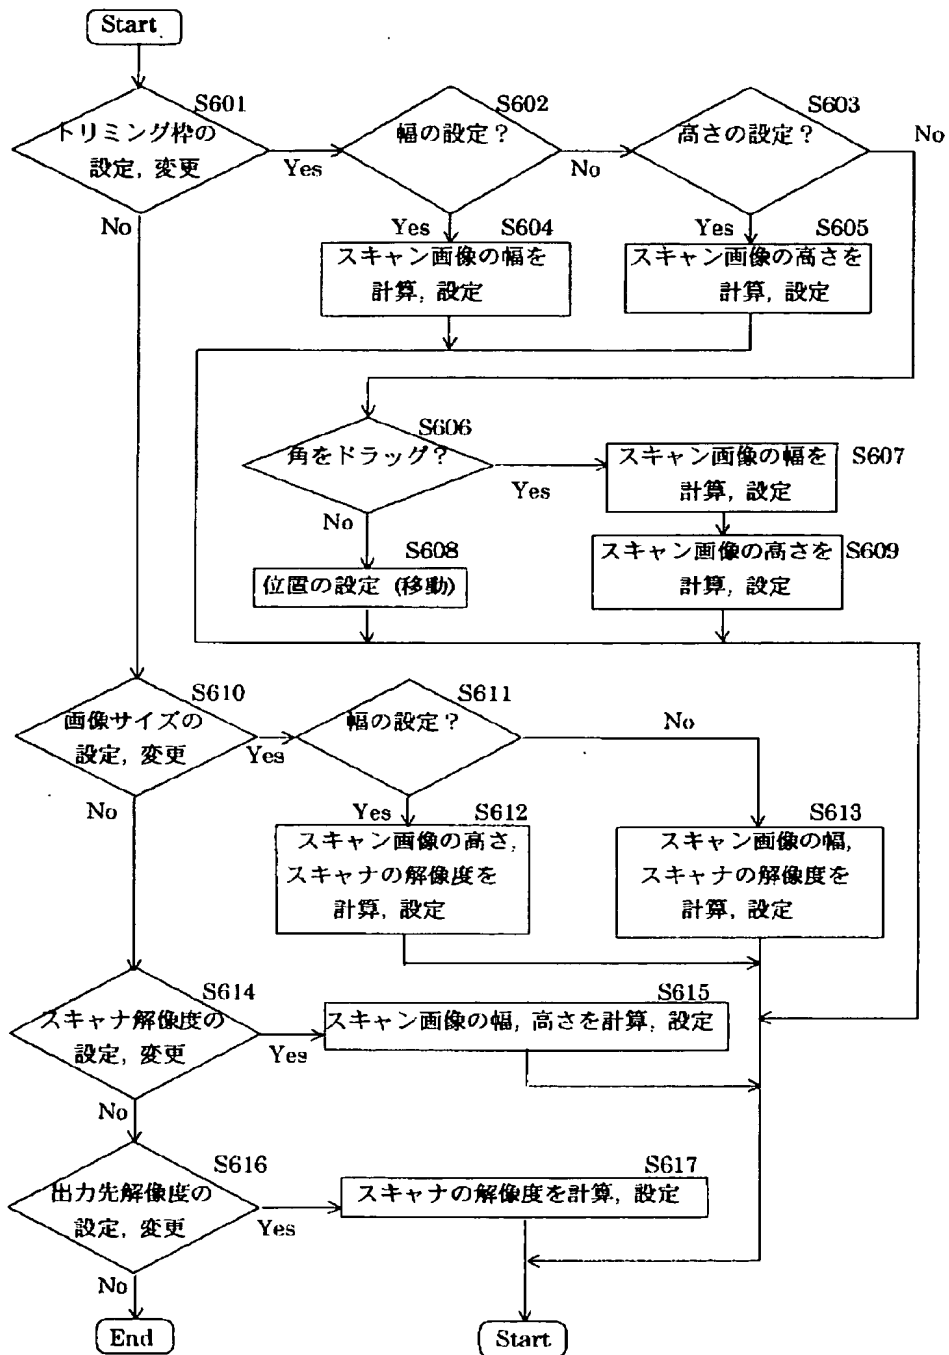 Start
S601
トリミング枠の
設定, 変更
Yes
No
S602
幅の設定?
No
Yes
S603
高さの設定?
No
Yes
S604
スキャン画像の幅を
計算, 設定
S605
スキャン画像の高さを
計算, 設定
S606
角をドラッグ?
Yes
No
スキャン画像の幅を
計算, 設定
S607
S608
位置の設定 (移動)
スキャン画像の高さを
計算, 設定
S609
S610
画像サイズの
設定, 変更
Yes
No
S611
幅の設定?
No
Yes
S612
スキャン画像の高さ,
スキャナの解像度を
計算, 設定
S613
スキャン画像の幅,
スキャナの解像度を
計算, 設定
S614
スキャナ解像度の
設定, 変更
Yes
No
S615
スキャン画像の幅, 高さを計算, 設定
S616
出力先解像度の
設定, 変更
Yes
No
S617
スキャナの解像度を計算, 設定
End
Start